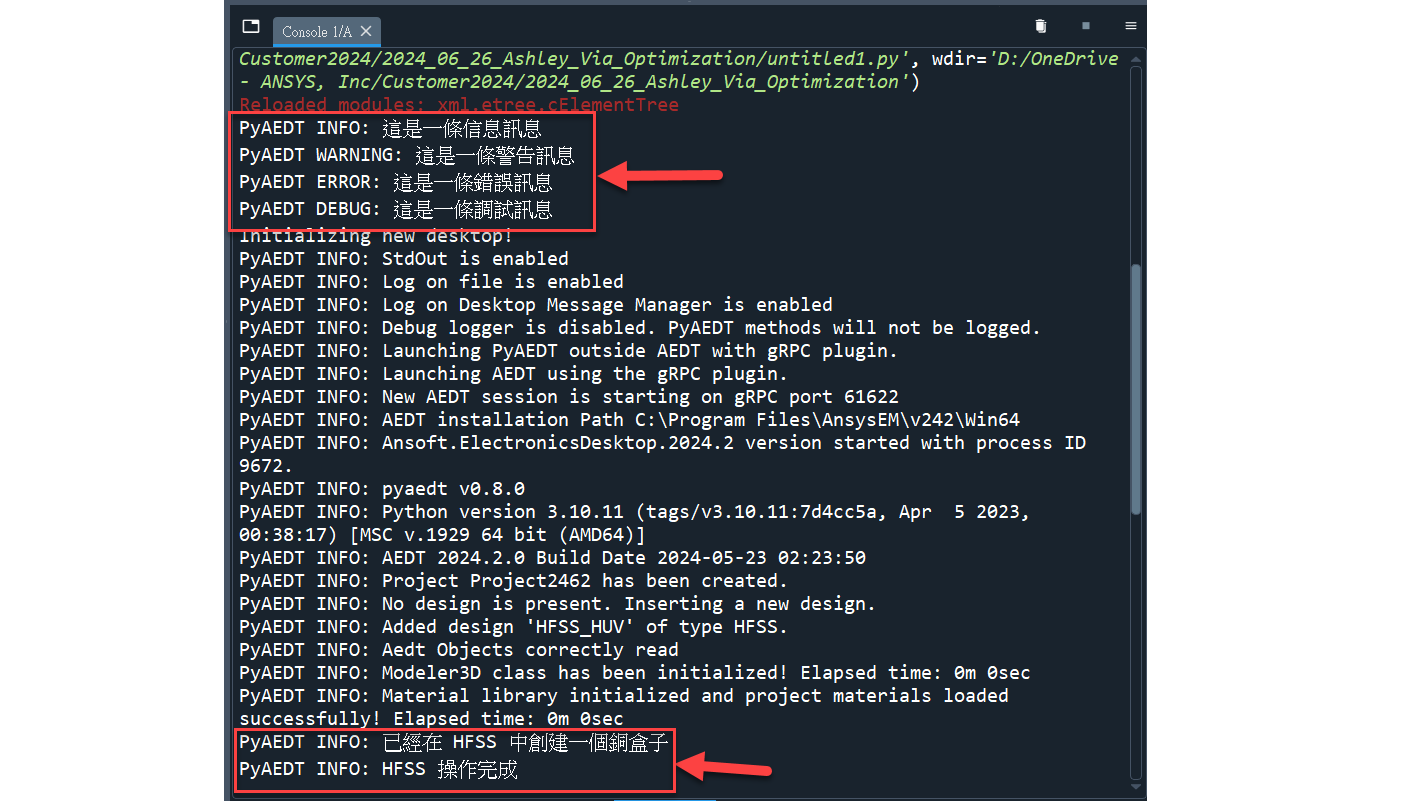 Console 1/A
Customer2024/2024_06_26_Ashley_Via_Optimization/untitled1.py', wdir='D:/OneDrive
- ANSYS, Inc/Customer2024/2024_06_26_Ashley_Via_Optimization')
Reloaded modules: xml.etree.cElementTree
PyAEDT INFO: 這是一條信息訊息
PyAEDT WARNING: 這是一條警告訊息
PyAEDT ERROR: 這是一條錯誤訊息
PyAEDT DEBUG: 這是一條調試訊息
Initializing new desktop!
PyAEDT INFO: StdOut is enabled
PyAEDT INFO: Log on file is enabled
PyAEDT INFO: Log on Desktop Message Manager is enabled
PyAEDT INFO: Debug logger is disabled. PyAEDT methods will not be logged.
PyAEDT INFO: Launching PyAEDT outside AEDT with gRPC plugin.
PyAEDT INFO: Launching AEDT using the gRPC plugin.
PyAEDT INFO: New AEDT session is starting on gRPC port 61622
PyAEDT INFO: AEDT installation Path C:\Program Files\AnsysEM\v242\Win64
PyAEDT INFO: Ansoft.ElectronicsDesktop.2024.2 version started with process ID
9672.
PyAEDT INFO: pyaedt v0.8.0
PyAEDT INFO: Python version 3.10.11 (tags/v3.10.11:7d4cc5a, Apr  5 2023,
00:38:17) [MSC v.1929 64 bit (AMD64)]
PyAEDT INFO: AEDT 2024.2.0 Build Date 2024-05-23 02:23:50
PyAEDT INFO: Project Project2462 has been created.
PyAEDT INFO: No design is present. Inserting a new design.
PyAEDT INFO: Added design 'HFSS_HUV' of type HFSS.
PyAEDT INFO: Aedt Objects correctly read
PyAEDT INFO: Modeler3D class has been initialized! Elapsed time: 0m 0sec
PyAEDT INFO: Material library initialized and project materials loaded
successfully! Elapsed time: 0m 0sec
PyAEDT INFO: 已經在 HFSS 中創建一個銅盒子
PyAEDT INFO: HFSS 操作完成